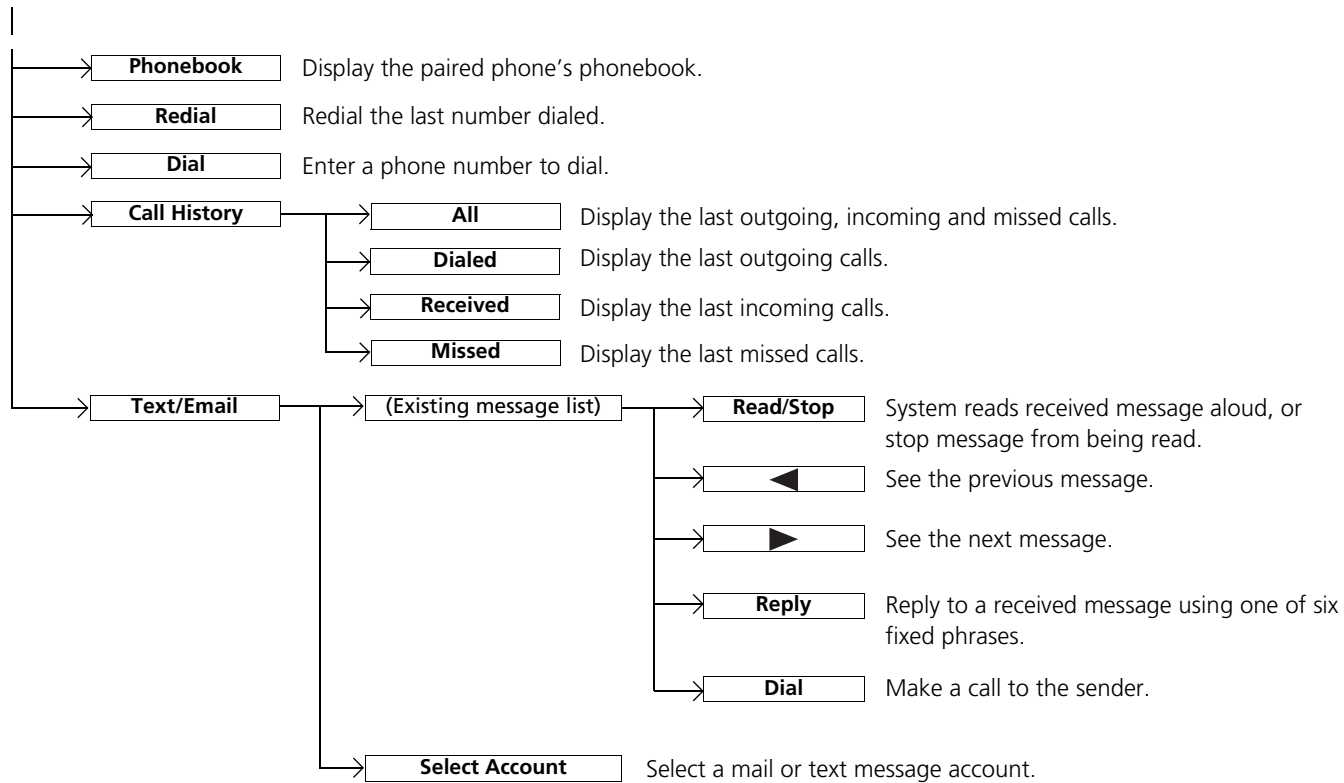 Phonebook Display the paired phone’s phonebook.
Redial Redial the last number dialed.
Dial Enter a phone number to dial.
Call History All Display the last outgoing, incoming and missed calls.
Dialed Display the last outgoing calls.
Received Display the last incoming calls.
Missed Display the last missed calls.
Text/Email (Existing message list) Read/Stop System reads received message aloud, or
stop message from being read.
See the previous message.
See the next message.
Reply Reply to a received message using one of six
fixed phrases.
Dial Make a call to the sender.
Select Account Select a mail or text message account.